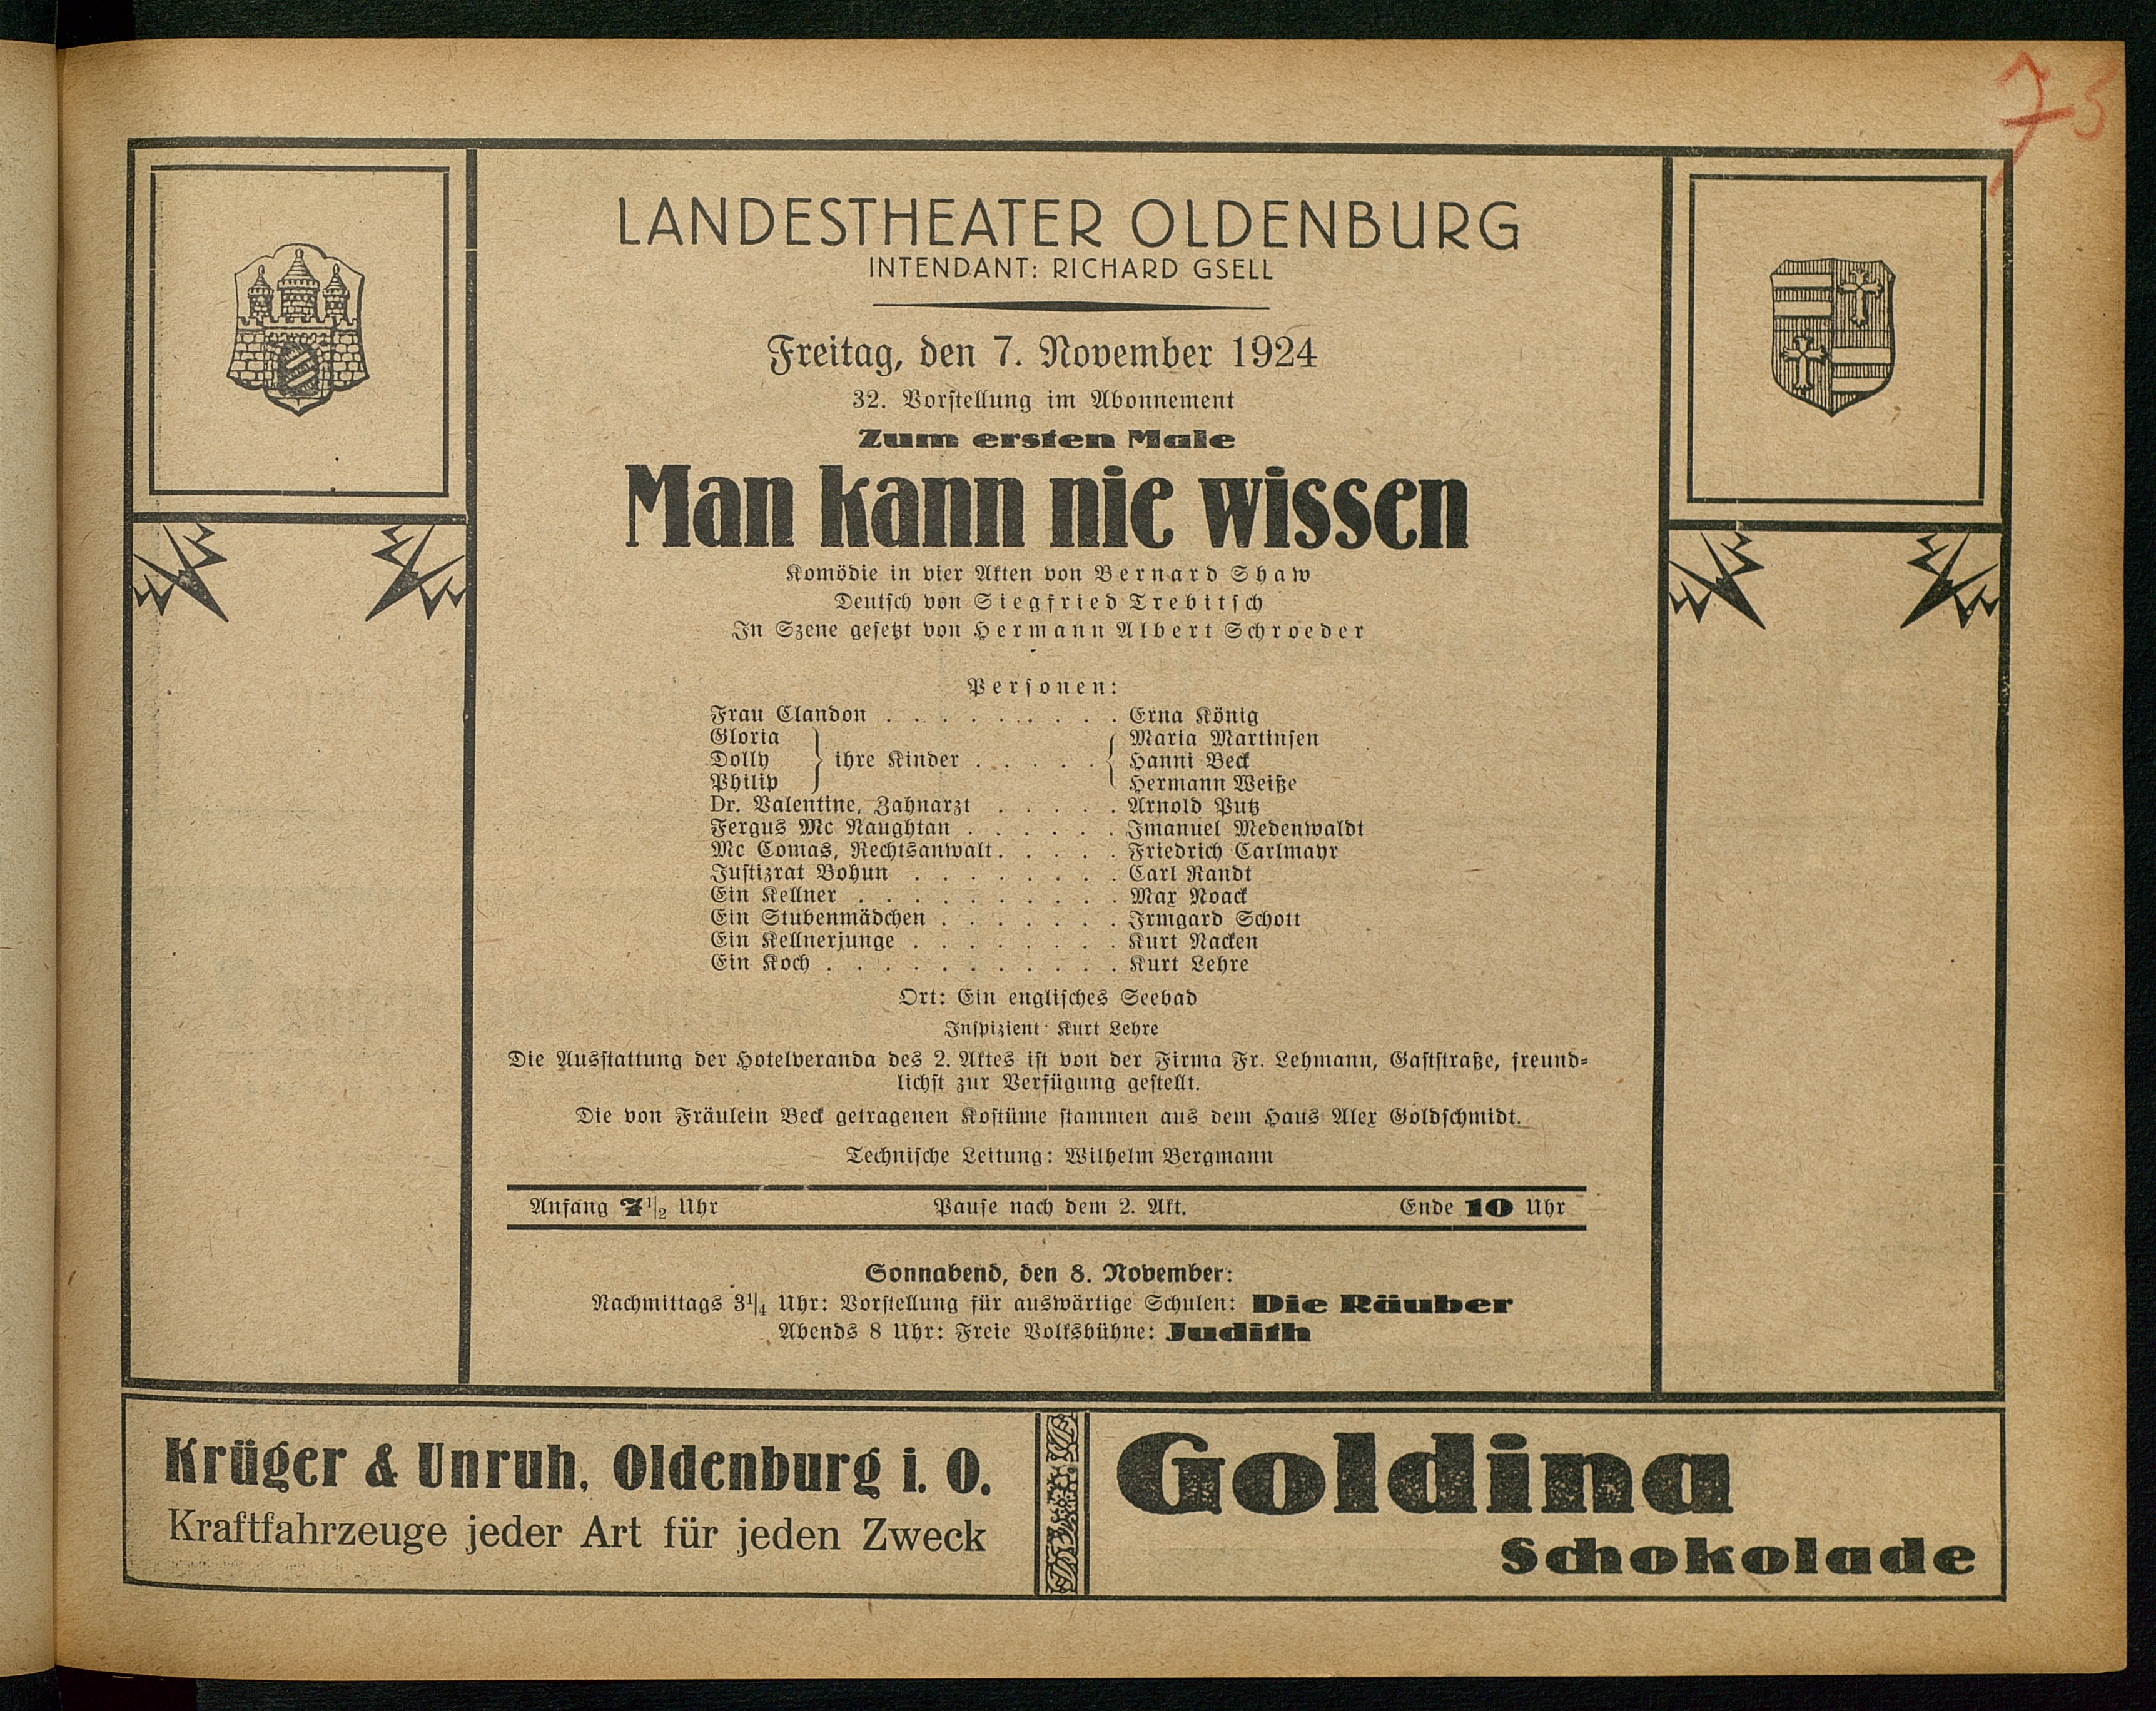 75
LANDESTHEATER OLDENBURG
INTENDANT: RICHARD GSELL
Freitag, den 7. November 1924
32. Vorstellung im Abonnement
Zum ersten Male
Man kann nie wissen
Komödie in vier Akten von Bernard Shaw
Deutsch von Siegfried Trebitsch
In Szene gesetzt von Hermann Albert Schroeder
Personen:
Frau Clandon . . . . . . . . . Erna König
Gloria } { Maria Martinsen
Dolly } ihre Kinder . . . . . { Hanni Beck
Philip } { Hermann Weiße
Dr. Valentine, Zahnarzt . . . . . Arnold Putz
Fergus Mc Naughtan . . . . . . Imanuel Medenwaldt
Mc Comas, Rechtsanwalt . . . . . Friedrich Carlmayr
Justizrat Bohun . . . . . . . . Carl Randt
Ein Kellner . . . . . . . . . . Max Noack
Ein Stubenmädchen . . . . . . . Irmgard Schott
Ein Kellnerjunge . . . . . . . . Kurt Nacken
Ein Koch . . . . . . . . . . . Kurt Lehre
Ort: Ein englisches Seebad
Inspizient: Kurt Lehre
Die Ausstattung der Hotelveranda des 2. Aktes ist von der Firma Fr. Lehmann, Gaststraße, freund-
lichst zur Verfügung gestellt.
Die von Fräulein Beck getragenen Kostüme stammen aus dem Haus Alex Goldschmidt.
Technische Leitung: Wilhelm Bergmann
Anfang 7 1/2 Uhr Pause nach dem 2. Akt. Ende 10 Uhr
Sonnabend, den 8. November:
Nachmittags 3 1/4 Uhr: Vorstellung für auswärtige Schulen: Die Räuber
Abends 8 Uhr: Freie Volksbühne: Judith
Krüger & Unruh, Oldenburg i. O.
Kraftfahrzeuge jeder Art für jeden Zweck
Goldina
Schokolade